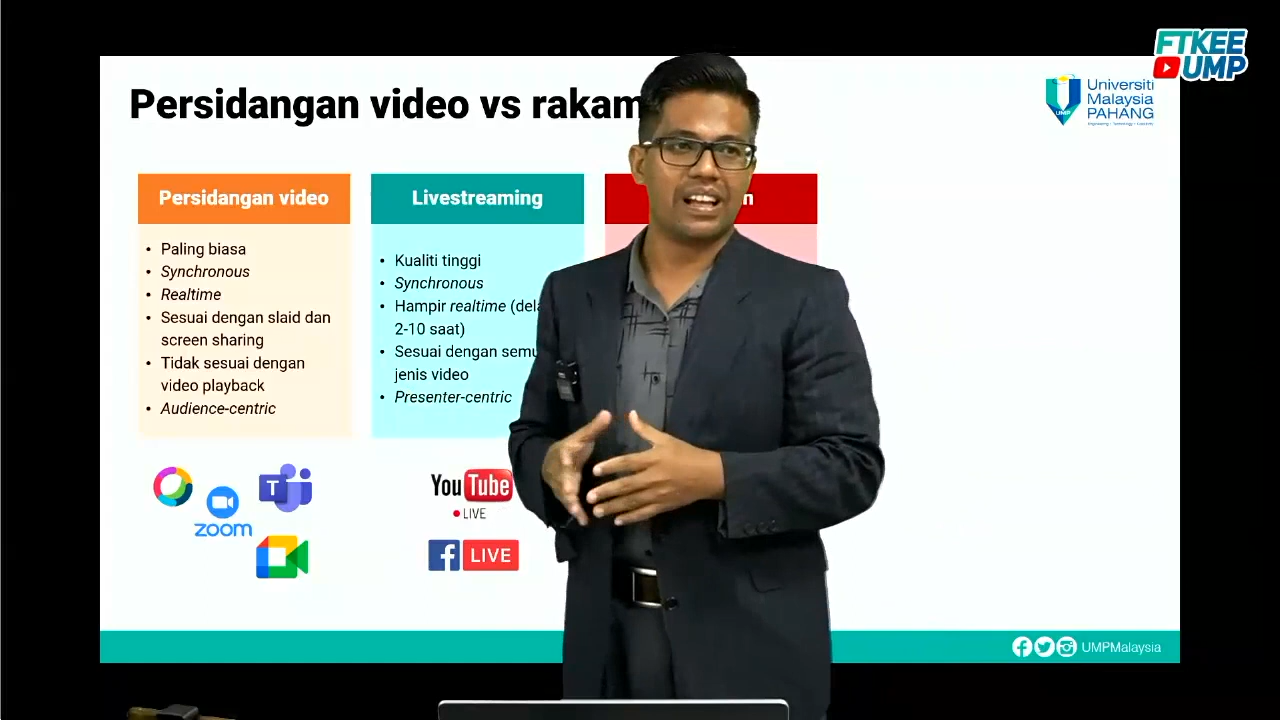 FTKEE
UMP
Persidangan video vs rakam
Universiti
Malaysia
PAHANG
UMP
Persidangan video
• Paling biasa
• Synchronous
• Realtime
• Sesuai dengan slaid dan
screen sharing
• Tidak sesuai dengan
video playback
• Audience-centric
Livestreaming
• Kualiti tinggi
• Synchronous
• Hampir realtime (dela
2-10 saat)
• Sesuai dengan semu
jenis video
• Presenter-centric
n
T
zoom
YouTube
LIVE
f LIVE
UMPMalaysia